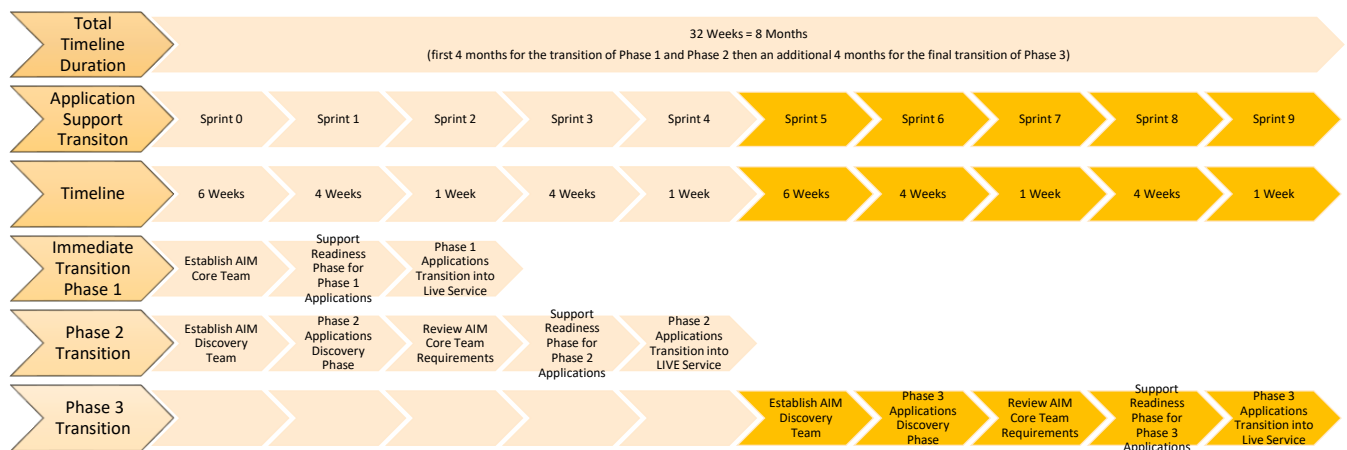 Total
Timeline
Duration
32 Weeks = 8 Months
(first 4 months for the transition of Phase 1 and Phase 2 then an additional 4 months for the final transition of Phase 3)
Application
Support
Transiton
Sprint 0
Sprint 1
Sprint 2
Sprint 3
Sprint 4
Sprint 5
Sprint 6
Sprint 7
Sprint 8
Sprint 9
Timeline
6 Weeks
4 Weeks
1 Week
4 Weeks
1 Week
6 Weeks
4 Weeks
1 Week
4 Weeks
1 Week
Immediate
Transition
Phase 1
Establish AIM
Core Team
Support
Readiness
Phase for
Phase 1
Applications
Phase 1
Applications
Transition into
Live Service
Phase 2
Transition
Establish AIM
Discovery
Team
Phase 2
Applications
Discovery
Phase
Review AIM
Core Team
Requirements
Support
Readiness
Phase for
Phase 2
Applications
Phase 2
Applications
Transition into
LIVE Service
Phase 3
Transition
Establish AIM
Discovery
Team
Phase 3
Applications
Discovery
Phase
Review AIM
Core Team
Requirements
Support
Readiness
Phase for
Phase 3
Applications
Phase 3
Applications
Transition into
Live Service